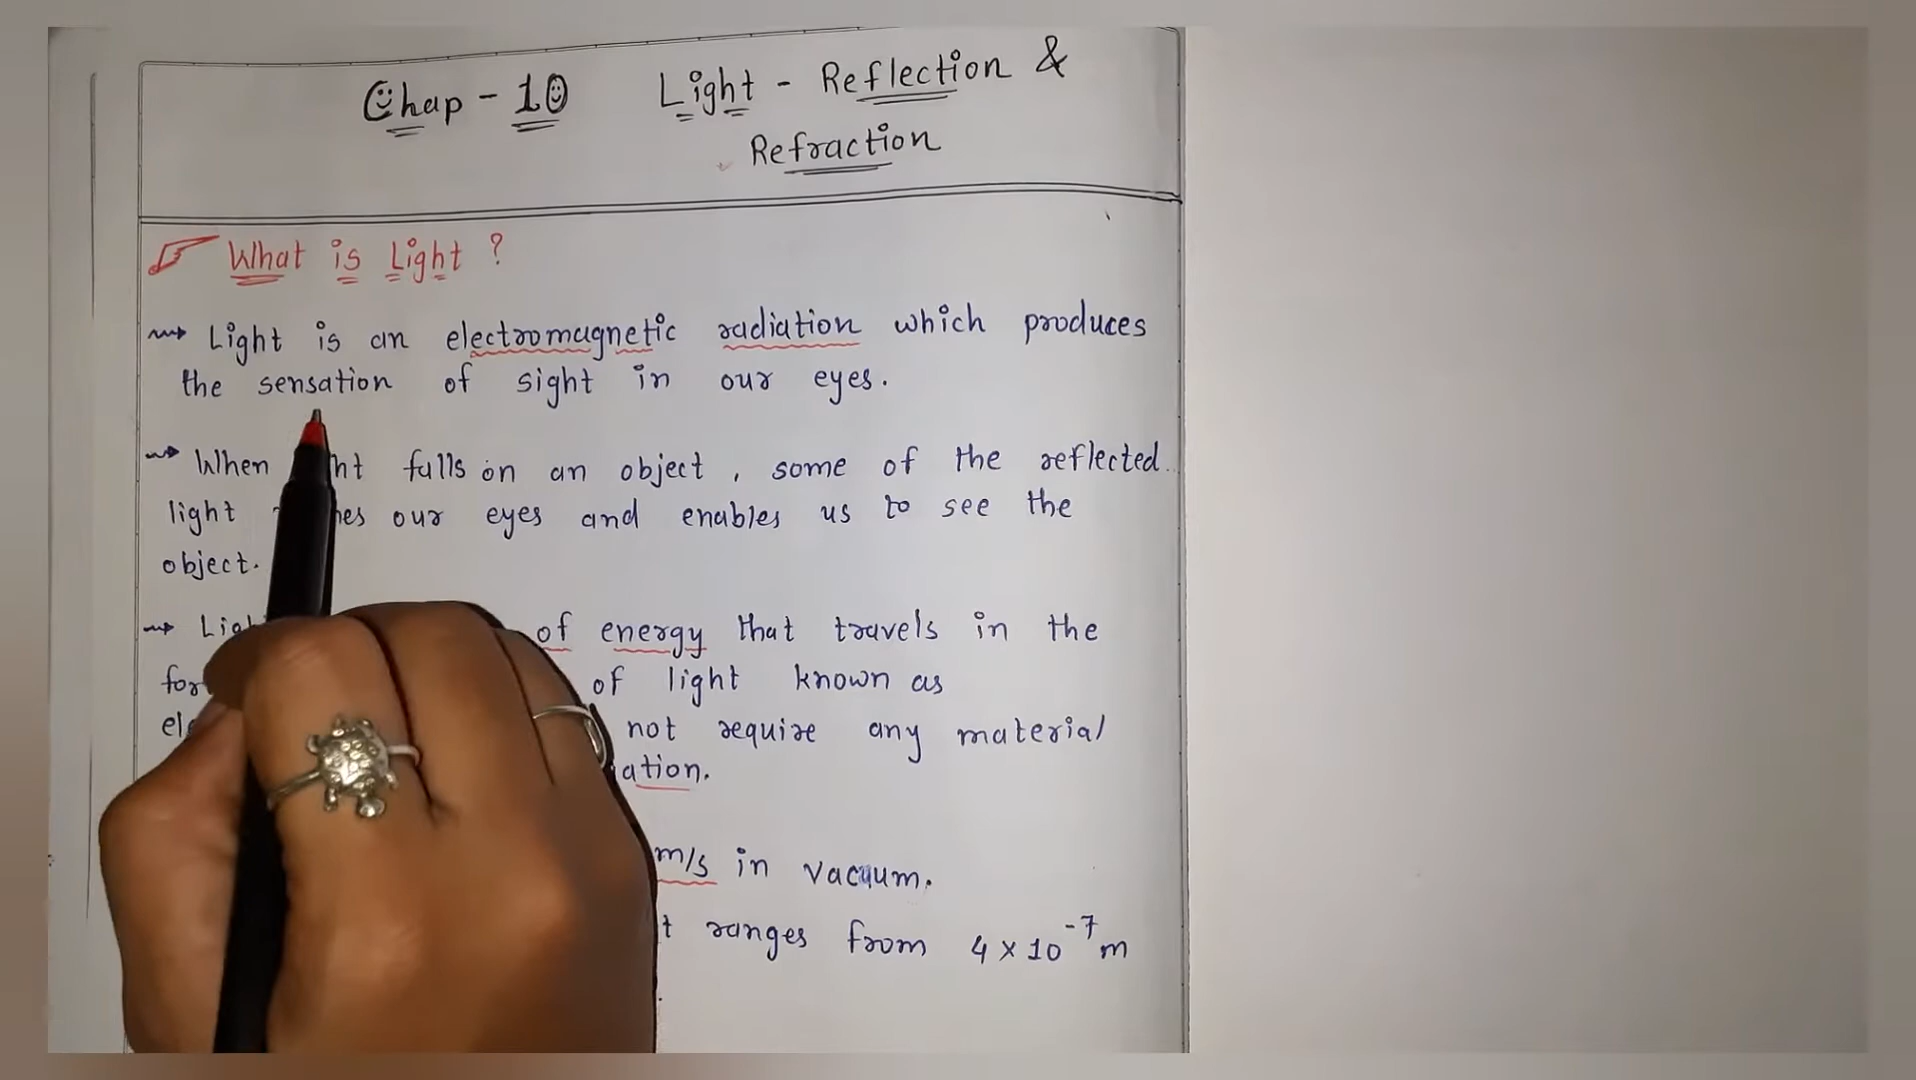 Chap - 10 Light - Reflection &
Refraction
What is Light ?
Light is an electromagnetic radiation which produces
the sensation of sight in our eyes.
When falls on an object , some of the reflected
light our eyes and enables us to see the
object.
of energy that travels in the
of light known as
not require any material
m/s in vacuum.
ranges from 4 × 10⁻⁷ m